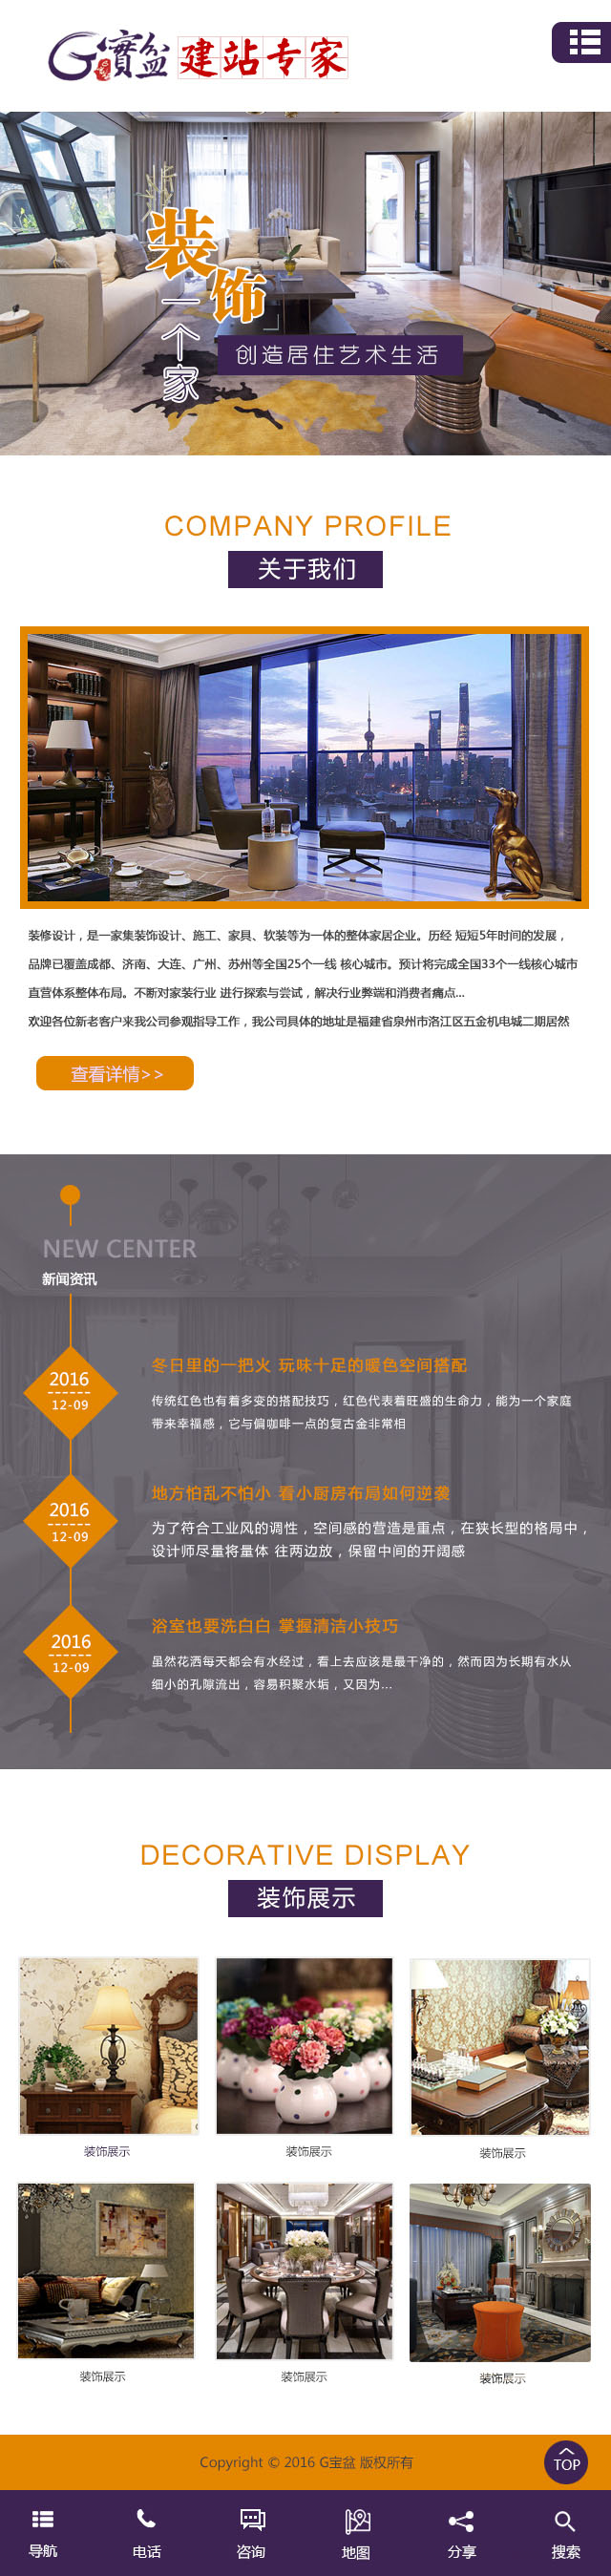 G宝盆 建站专家
装饰
一个家
创造居住艺术生活
COMPANY PROFILE
关于我们
装修设计，是一家集装饰设计、施工、家具、软装等为一体的整体家居企业。历经 短短5年时间的发展，
品牌已覆盖成都、济南、大连、广州、苏州等全国25个一线 核心城市。预计将完成全国33个一线核心城市
直营体系整体布局。不断对家装行业 进行探索与尝试，解决行业弊端和消费者痛点...
欢迎各位新老客户来我公司参观指导工作，我公司具体的地址是福建省泉州市洛江区五金机电城二期居然
查看详情>>
NEW CENTER
新闻资讯
2016
12-09
冬日里的一把火 玩味十足的暖色空间搭配
传统红色也有着多变的搭配技巧，红色代表着旺盛的生命力，能为一个家庭
带来幸福感，它与偏咖啡一点的复古金非常相
2016
12-09
地方怕乱不怕小 看小厨房布局如何逆袭
为了符合工业风的调性，空间感的营造是重点，在狭长型的格局中，
设计师尽量将量体 往两边放，保留中间的开阔感
2016
12-09
浴室也要洗白白 掌握清洁小技巧
虽然花洒每天都会有水经过，看上去应该是最干净的，然而因为长期有水从
细小的孔隙流出，容易积聚水垢，又因为...
DECORATIVE DISPLAY
装饰展示
装饰展示
装饰展示
装饰展示
装饰展示
装饰展示
装饰展示
Copyright © 2016 G宝盆 版权所有
TOP
导航
电话
咨询
地图
分享
搜索